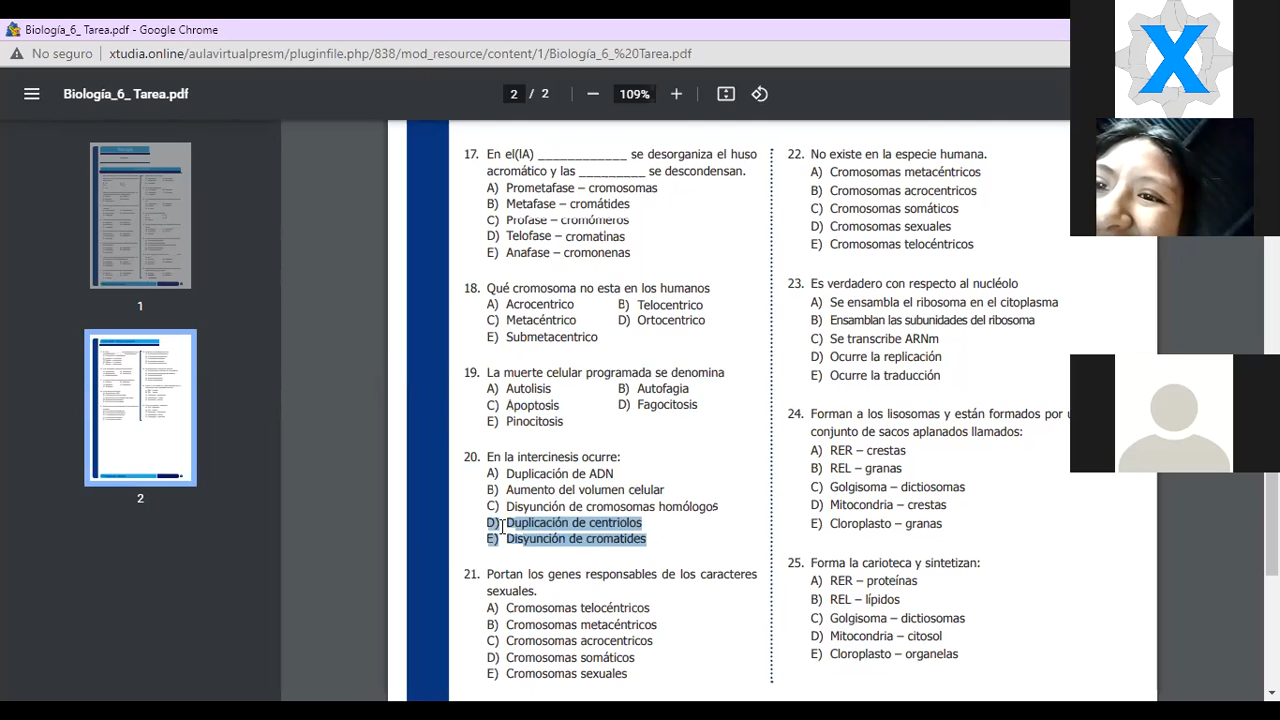 Biología_6_ Tarea.pdf - Google Chrome
No seguro xtudia.online/aulavirtualpresm/pluginfile.php/838/mod_resource/content/1/Biología_6_%20Tarea.pdf
Biología_6_ Tarea.pdf
2 / 2
109%
1
2
17. En el(lA) _____________ se desorganiza el huso
acromático y las _________ se descondensan.
A) Prometafase – cromosomas
B) Metafase – cromátides
C) Profase – cromómeros
D) Telofase – cromatinas
E) Anafase – cromonenas
18. Qué cromosoma no esta en los humanos
A) Acrocentrico B) Telocentrico
C) Metacéntrico D) Ortocentrico
E) Submetacentrico
19. La muerte celular programada se denomina
A) Autolisis B) Autofagia
C) Apoptosis D) Fagocitosis
E) Pinocitosis
20. En la intercinesis ocurre:
A) Duplicación de ADN
B) Aumento del volumen celular
C) Disyunción de cromosomas homólogos
D) Duplicación de centriolos
E) Disyunción de cromatides
21. Portan los genes responsables de los caracteres
sexuales.
A) Cromosomas telocéntricos
B) Cromosomas metacéntricos
C) Cromosomas acrocentricos
D) Cromosomas somáticos
E) Cromosomas sexuales
22. No existe en la especie humana.
A) Cromosomas metacéntricos
B) Cromosomas acrocentricos
C) Cromosomas somáticos
D) Cromosomas sexuales
E) Cromosomas telocéntricos
23. Es verdadero con respecto al nucléolo
A) Se ensambla el ribosoma en el citoplasma
B) Ensamblan las subunidades del ribosoma
C) Se transcribe ARNm
D) Ocurre la replicación
E) Ocurre la traducción
24. Forman a los lisosomas y están formados por
conjunto de sacos aplanados llamados:
A) RER – crestas
B) REL – granas
C) Golgisoma – dictiosomas
D) Mitocondria – crestas
E) Cloroplasto – granas
25. Forma la carioteca y sintetizan:
A) RER – proteínas
B) REL – lípidos
C) Golgisoma – dictiosomas
D) Mitocondria – citosol
E) Cloroplasto – organelas
X